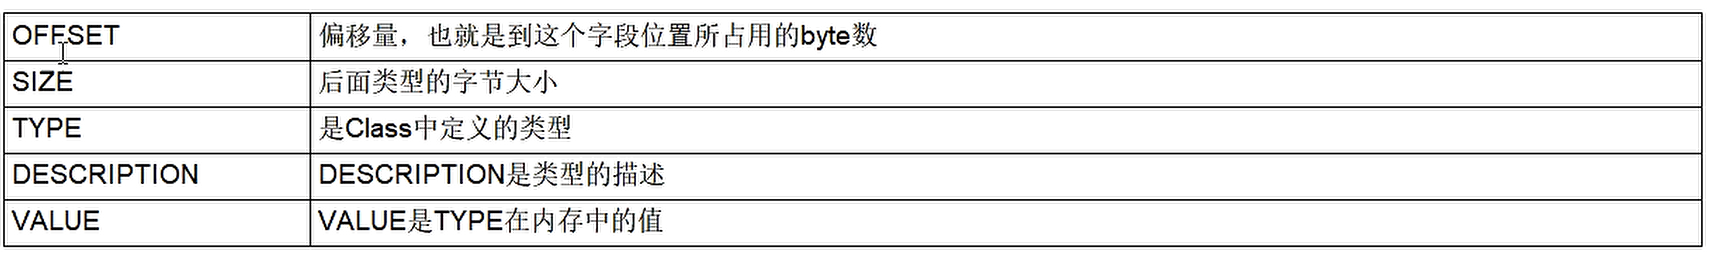 OFFSET 偏移量，也就是到这个字段位置所占用的byte数
SIZE 后面类型的字节大小
TYPE 是Class中定义的类型
DESCRIPTION DESCRIPTION是类型的描述
VALUE VALUE是TYPE在内存中的值